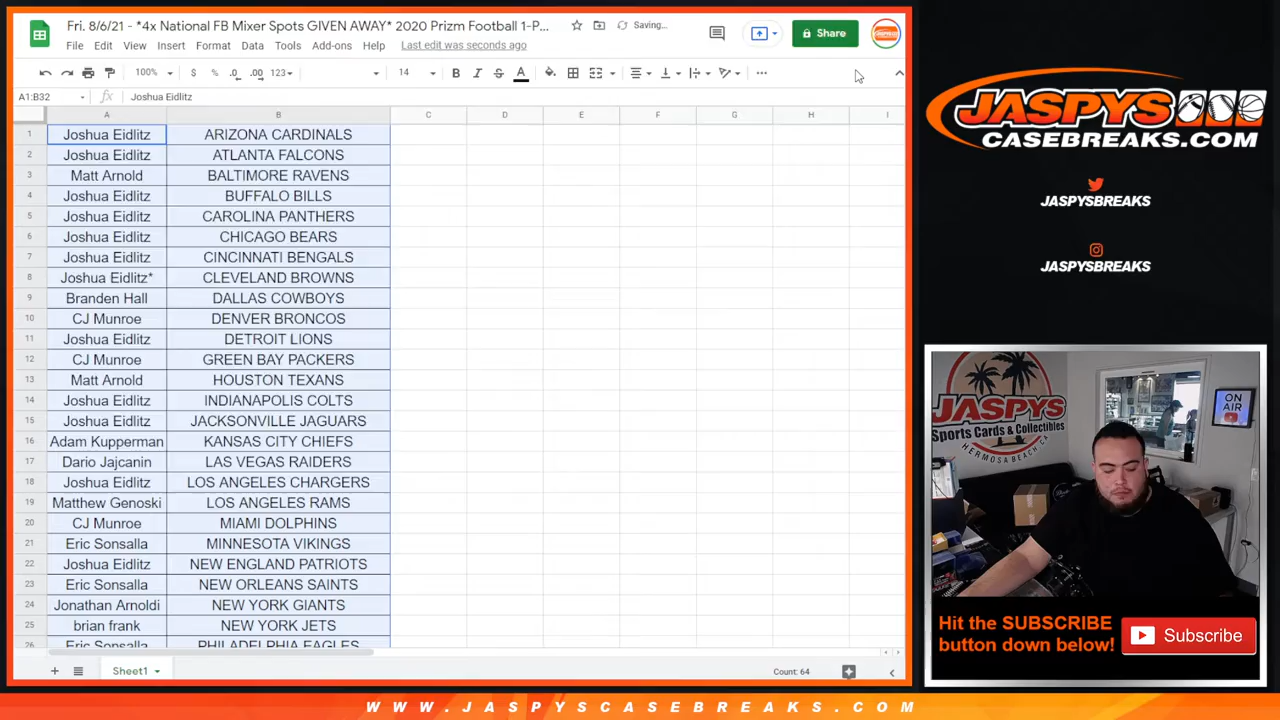 Fri. 8/6/21 - *4x National FB Mixer Spots GIVEN AWAY* 2020 Prizm Football 1-P...
Saving...
File Edit View Insert Format Data Tools Add-ons Help Last edit was seconds ago
Share
100% $ % .0 .00 123 14 B I S A
A1:B32 fx Joshua Eidlitz
A B C D E F G H I
1 Joshua Eidlitz ARIZONA CARDINALS
2 Joshua Eidlitz ATLANTA FALCONS
3 Matt Arnold BALTIMORE RAVENS
4 Joshua Eidlitz BUFFALO BILLS
5 Joshua Eidlitz CAROLINA PANTHERS
6 Joshua Eidlitz CHICAGO BEARS
7 Joshua Eidlitz CINCINNATI BENGALS
8 Joshua Eidlitz* CLEVELAND BROWNS
9 Branden Hall DALLAS COWBOYS
10 CJ Munroe DENVER BRONCOS
11 Joshua Eidlitz DETROIT LIONS
12 CJ Munroe GREEN BAY PACKERS
13 Matt Arnold HOUSTON TEXANS
14 Joshua Eidlitz INDIANAPOLIS COLTS
15 Joshua Eidlitz JACKSONVILLE JAGUARS
16 Adam Kupperman KANSAS CITY CHIEFS
17 Dario Jajcanin LAS VEGAS RAIDERS
18 Joshua Eidlitz LOS ANGELES CHARGERS
19 Matthew Genoski LOS ANGELES RAMS
20 CJ Munroe MIAMI DOLPHINS
21 Eric Sonsalla MINNESOTA VIKINGS
22 Joshua Eidlitz NEW ENGLAND PATRIOTS
23 Eric Sonsalla NEW ORLEANS SAINTS
24 Jonathan Arnoldi NEW YORK GIANTS
25 brian frank NEW YORK JETS
26 Eric Sonsalla PHILADELPHIA EAGLES
Sheet1
Count: 64
JASPYS
CASEBREAKS.COM
JASPYSBREAKS
JASPYSBREAKS
JASPYS
Sports Cards & Collectibles
HERMOSA BEACH CA
ON
AIR
Hit the SUBSCRIBE
button down below!
Subscribe
WWW.JASPYSCASEBREAKS.COM